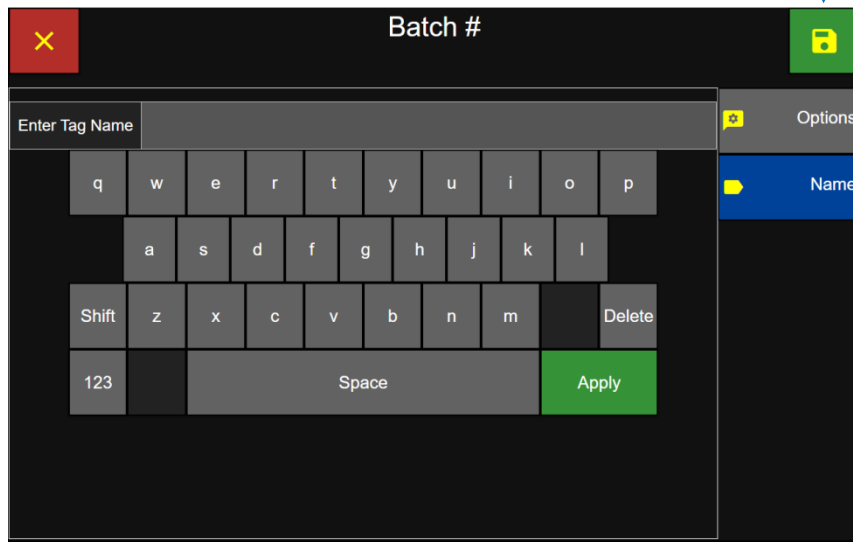 Batch #
Options
Enter Tag Name
Name
q w e r t y u i o p
a s d f g h j k l
Shift z x c v b n m Delete
123 Space Apply